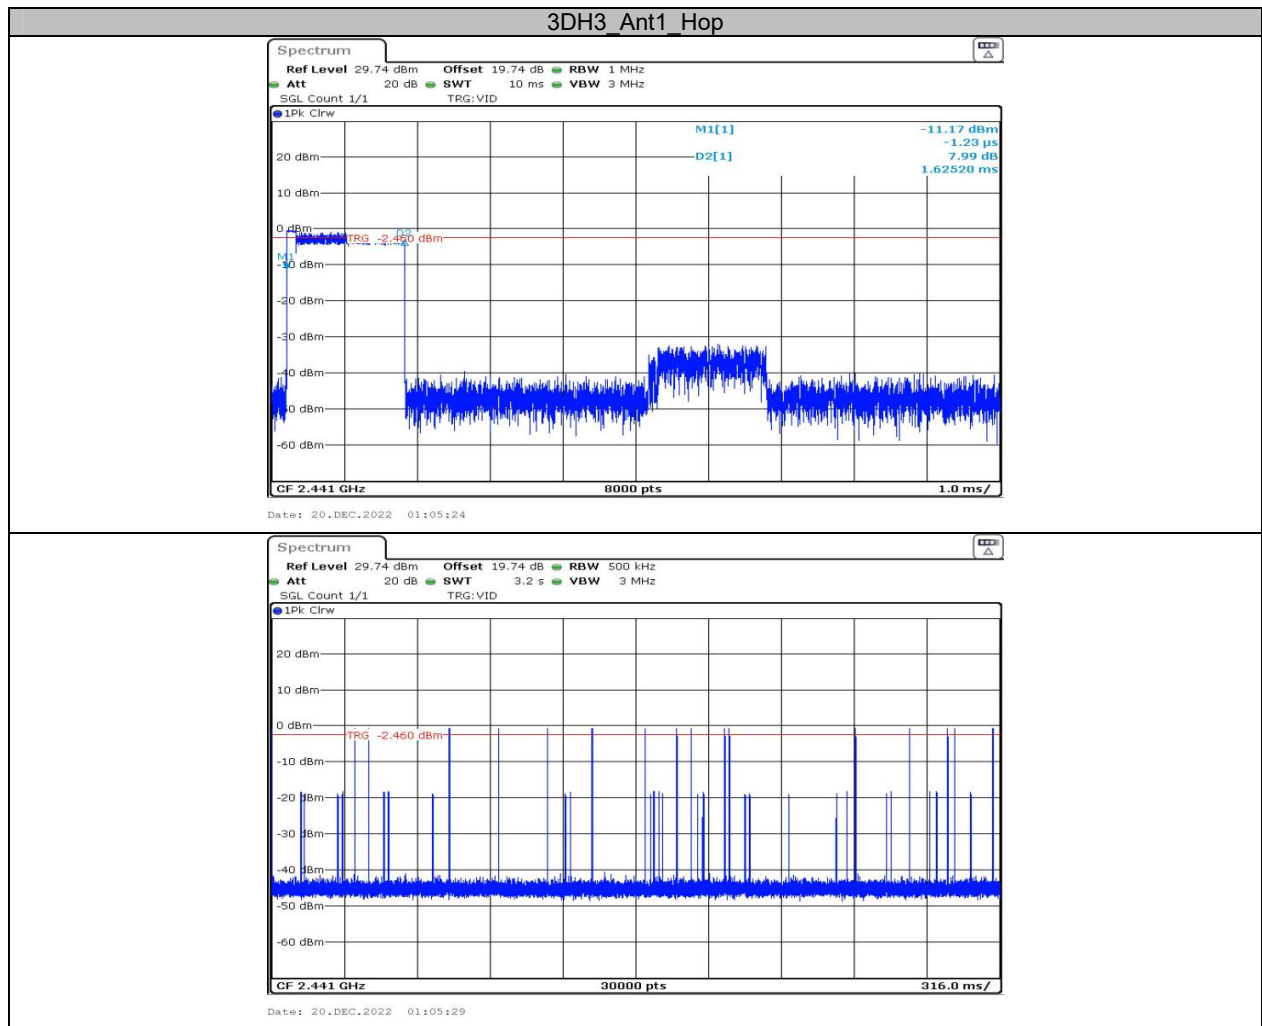 3DH3_Ant1_Hop
Spectrum
Ref Level 29.74 dBm Offset 19.74 dB RBW 1 MHz
Att 20 dB SWT 10 ms VBW 3 MHz
SGL Count 1/1 TRG:VID
1Pk Clrw
M1[1] -11.17 dBm
-1.23 µs
20 dBm D2[1] 7.99 dB
1.62520 ms
10 dBm
0 dBm
D2
TRG -2.460 dBm
M1
-10 dBm
-20 dBm
-30 dBm
-40 dBm
-50 dBm
-60 dBm
CF 2.441 GHz 8000 pts 1.0 ms/
Date: 20.DEC.2022 01:05:24
Spectrum
Ref Level 29.74 dBm Offset 19.74 dB RBW 500 kHz
Att 20 dB SWT 3.2 s VBW 3 MHz
SGL Count 1/1 TRG:VID
1Pk Clrw
20 dBm
10 dBm
0 dBm
TRG -2.460 dBm
-10 dBm
-20 dBm
-30 dBm
-40 dBm
-50 dBm
-60 dBm
CF 2.441 GHz 30000 pts 316.0 ms/
Date: 20.DEC.2022 01:05:29